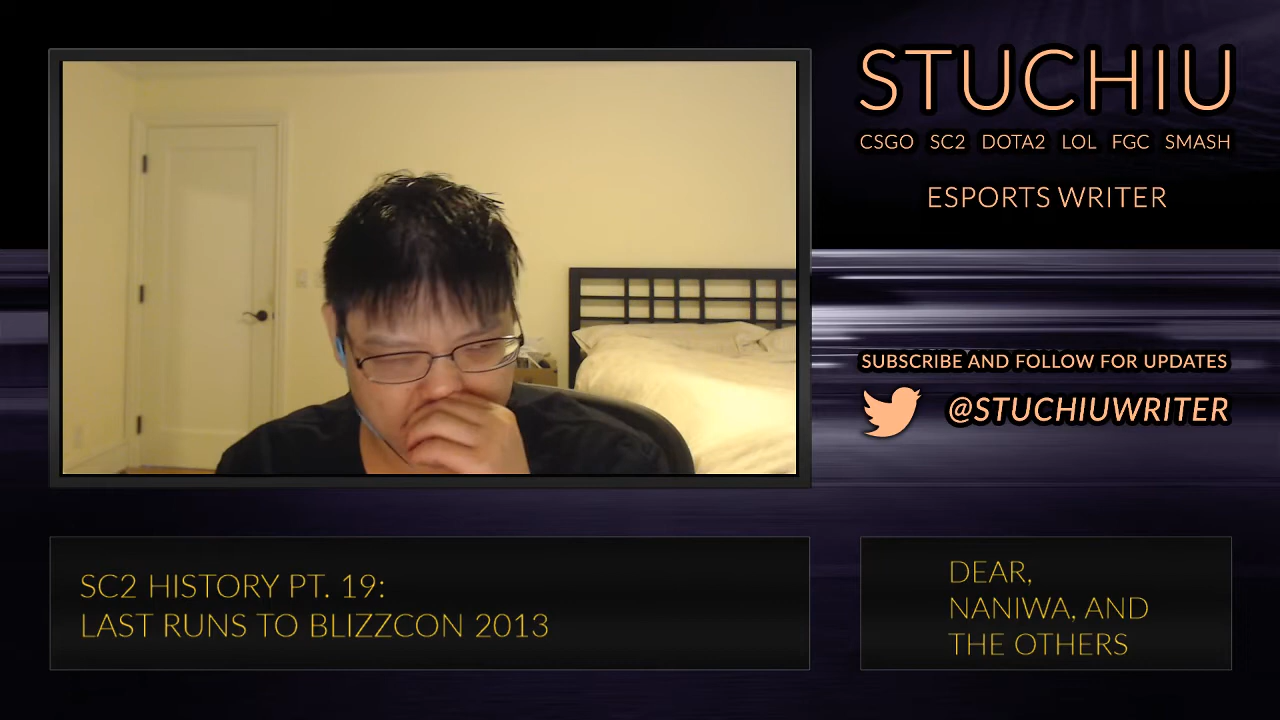 STUCHIU
CSGO SC2 DOTA2 LOL FGC SMASH
ESPORTS WRITER
SUBSCRIBE AND FOLLOW FOR UPDATES
@STUCHIUWRITER
SC2 HISTORY PT. 19:
LAST RUNS TO BLIZZCON 2013
DEAR,
NANIWA, AND
THE OTHERS